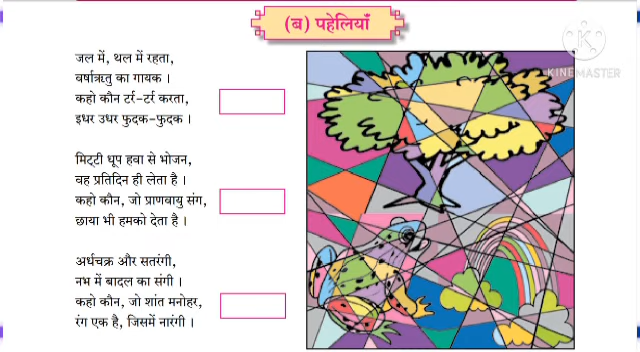 (ब) पहेलियाँ
KINEMASTER
जल में, थल में रहता,
वर्षाऋतु का गायक ।
कहो कौन टर्र-टर्र करता,
इधर उधर फुदक-फुदक ।
मिट्टी धूप हवा से भोजन,
वह प्रतिदिन ही लेता है ।
कहो कौन, जो प्राणवायु संग,
छाया भी हमको देता है ।
अर्धचक्र और सतरंगी,
नभ में बादल का संगी ।
कहो कौन, जो शांत मनोहर,
रंग एक है, जिसमें नारंगी ।